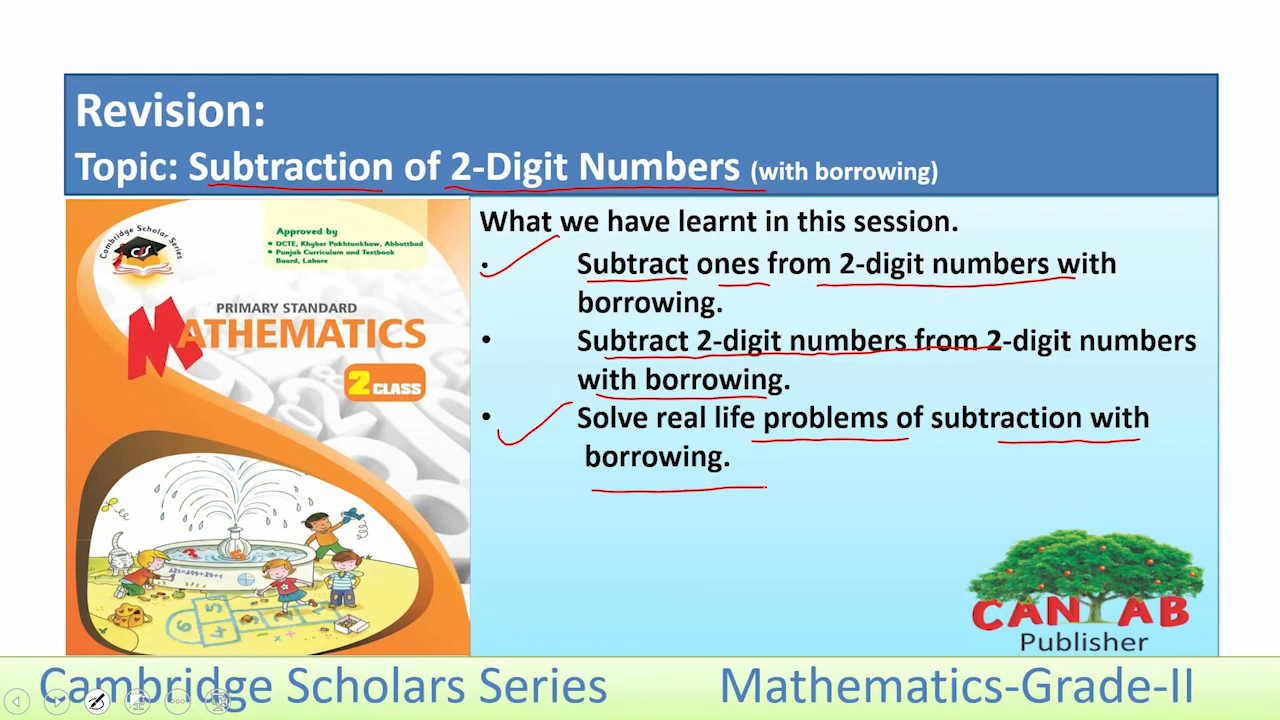 Revision:
Topic: Subtraction of 2-Digit Numbers (with borrowing)
Cambridge Scholar Series
CSS
Approved by
• DCTE, Khyber Pakhtunkhaw, Abbottbad
• Punjab Curriculum and Textbook
Board, Lahore
PRIMARY STANDARD
MATHEMATICS
2 CLASS
What we have learnt in this session.
• Subtract ones from 2-digit numbers with
borrowing.
• Subtract 2-digit numbers from 2-digit numbers
with borrowing.
• Solve real life problems of subtraction with
borrowing.
CANTAB
Publisher
Cambridge Scholars Series
Mathematics-Grade-II